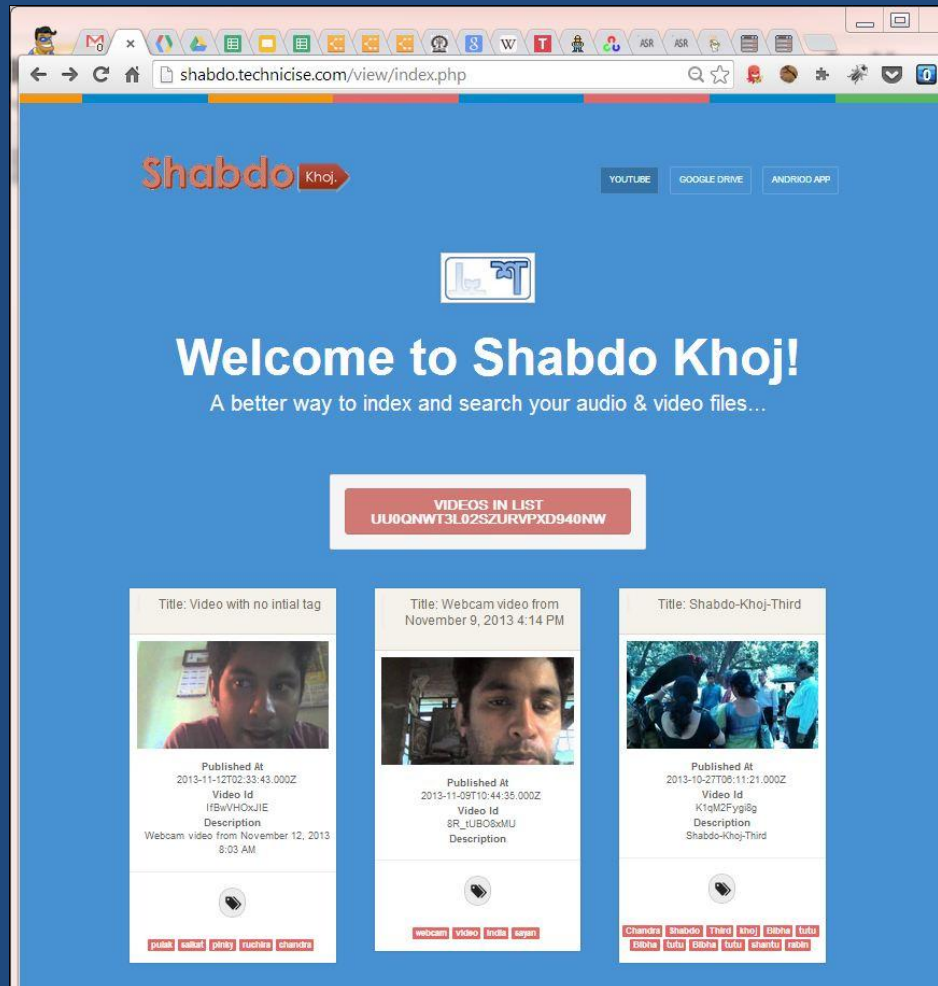 shabdo.technicise.com/view/index.php
Shabdo Khoj.
YOUTUBE
GOOGLE DRIVE
ANDRIOD APP
শ
Welcome to Shabdo Khoj!
A better way to index and search your audio & video files...
VIDEOS IN LIST
UU0QNWT3L02SZURVPXD940NW
Title: Video with no intial tag
Published At
2013-11-12T02:33:43.000Z
Video Id
IfBwVHOxJIE
Description
Webcam video from November 12, 2013
8:03 AM
pulak saikat pinky ruchira chandra
Title: Webcam video from
November 9, 2013 4:14 PM
Published At
2013-11-09T10:44:35.000Z
Video Id
8R_tUBO8xMU
Description
webcam video india sayan
Title: Shabdo-Khoj-Third
Published At
2013-10-27T06:11:21.000Z
Video Id
K1qM2Fygi8g
Description
Shabdo-Khoj-Third
Chandra Shabdo Third khoj Bibha tutu
Bibha tutu Bibha tutu shantu rabin